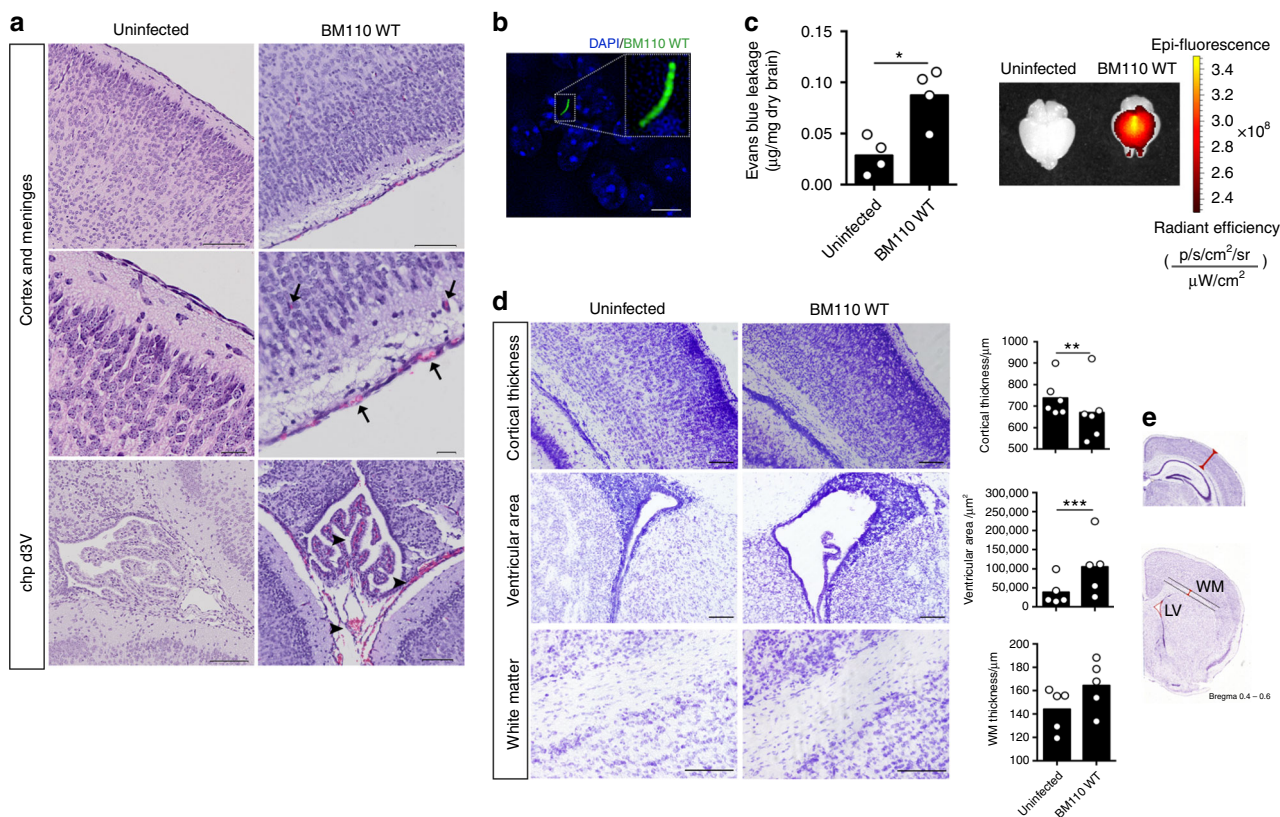 a
Uninfected
BM110 WT
Cortex and meninges
chp d3V
b
DAPI/BM110 WT
c
Evans blue leakage
(µg/mg dry brain)
0.15
0.10
0.05
0.00
*
Uninfected
BM110 WT
Uninfected
BM110 WT
Epi-fluorescence
3.5
3.2
3.0
2.8
2.6
2.4
×10⁸
Radiant efficiency
( p/s/cm²/sr )
µW/cm²
d
Uninfected
BM110 WT
Cortical thickness
Ventricular area
White matter
Cortical thickness/µm
1000
900
800
700
600
500
**
Ventricular area /µm²
300,000
250,000
200,000
150,000
100,000
50,000
0
***
WM thickness/µm
200
180
160
140
120
100
Uninfected
BM110 WT
e
WM
LV
Bregma 0.4 – 0.6